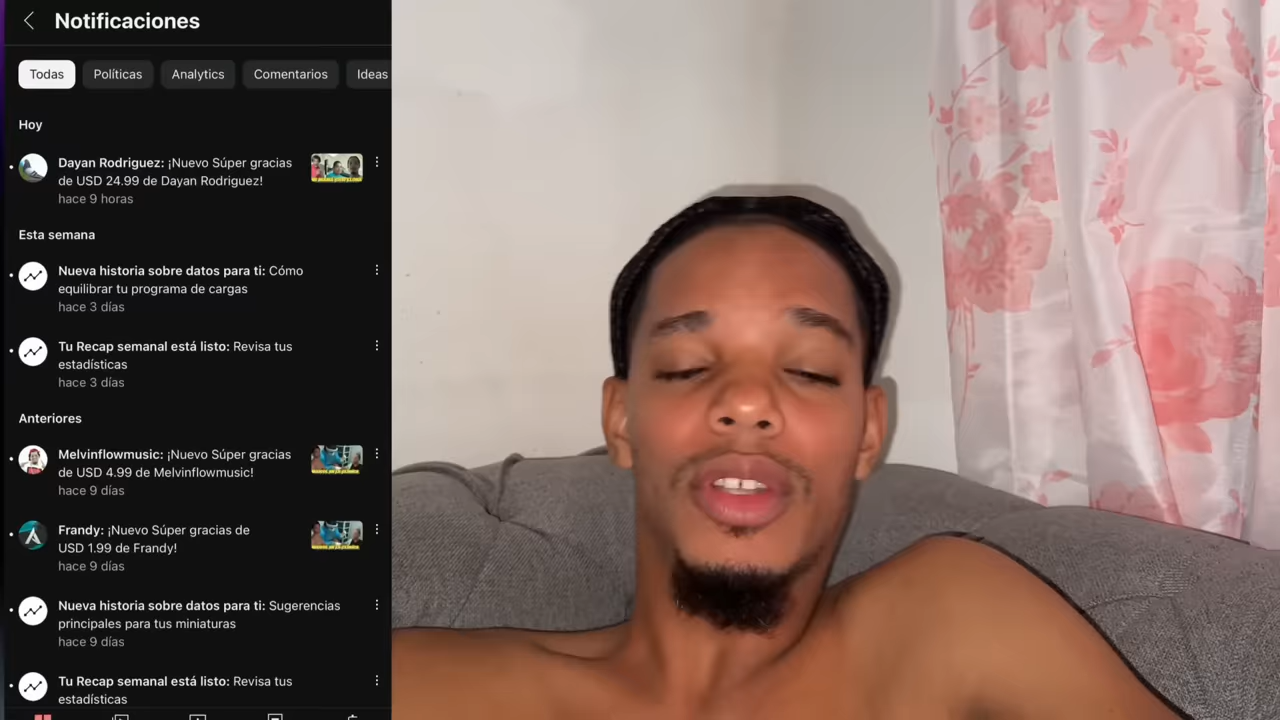 Notificaciones
Todas Políticas Analytics Comentarios Ideas
Hoy
Dayan Rodriguez: ¡Nuevo Súper gracias
de USD 24.99 de Dayan Rodriguez!
hace 9 horas
Esta semana
Nueva historia sobre datos para ti: Cómo
equilibrar tu programa de cargas
hace 3 días
Tu Recap semanal está listo: Revisa tus
estadísticas
hace 3 días
Anteriores
Melvinflowmusic: ¡Nuevo Súper gracias
de USD 4.99 de Melvinflowmusic!
hace 9 días
Frandy: ¡Nuevo Súper gracias de
USD 1.99 de Frandy!
hace 9 días
Nueva historia sobre datos para ti: Sugerencias
principales para tus miniaturas
hace 9 días
Tu Recap semanal está listo: Revisa tus
estadísticas